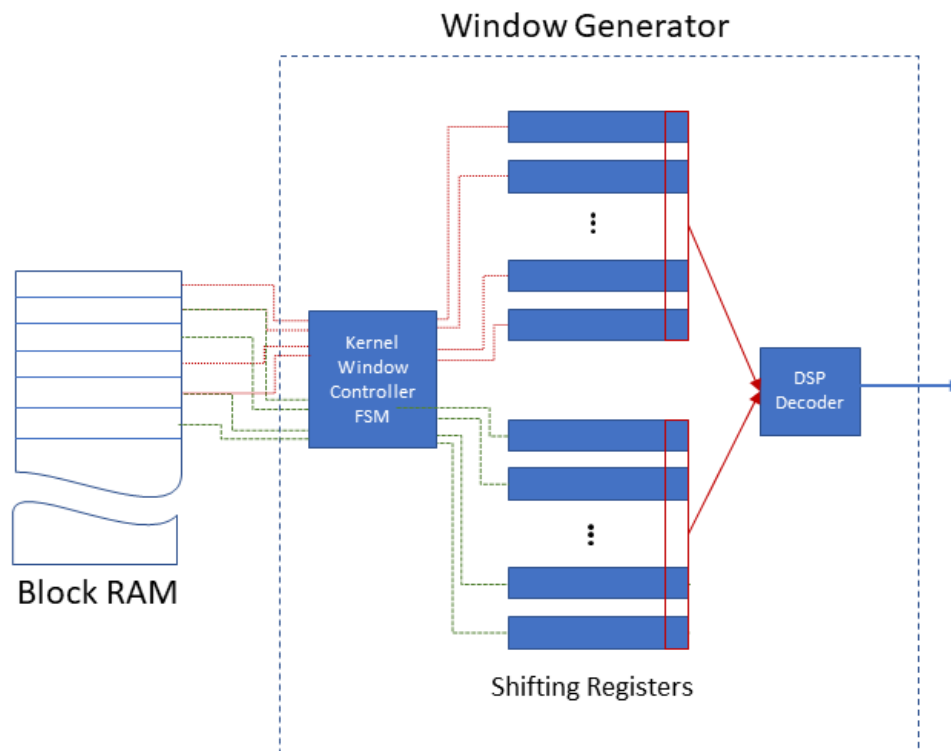 Window Generator
Kernel
Window
Controller
FSM
DSP
Decoder
Block RAM
Shifting Registers